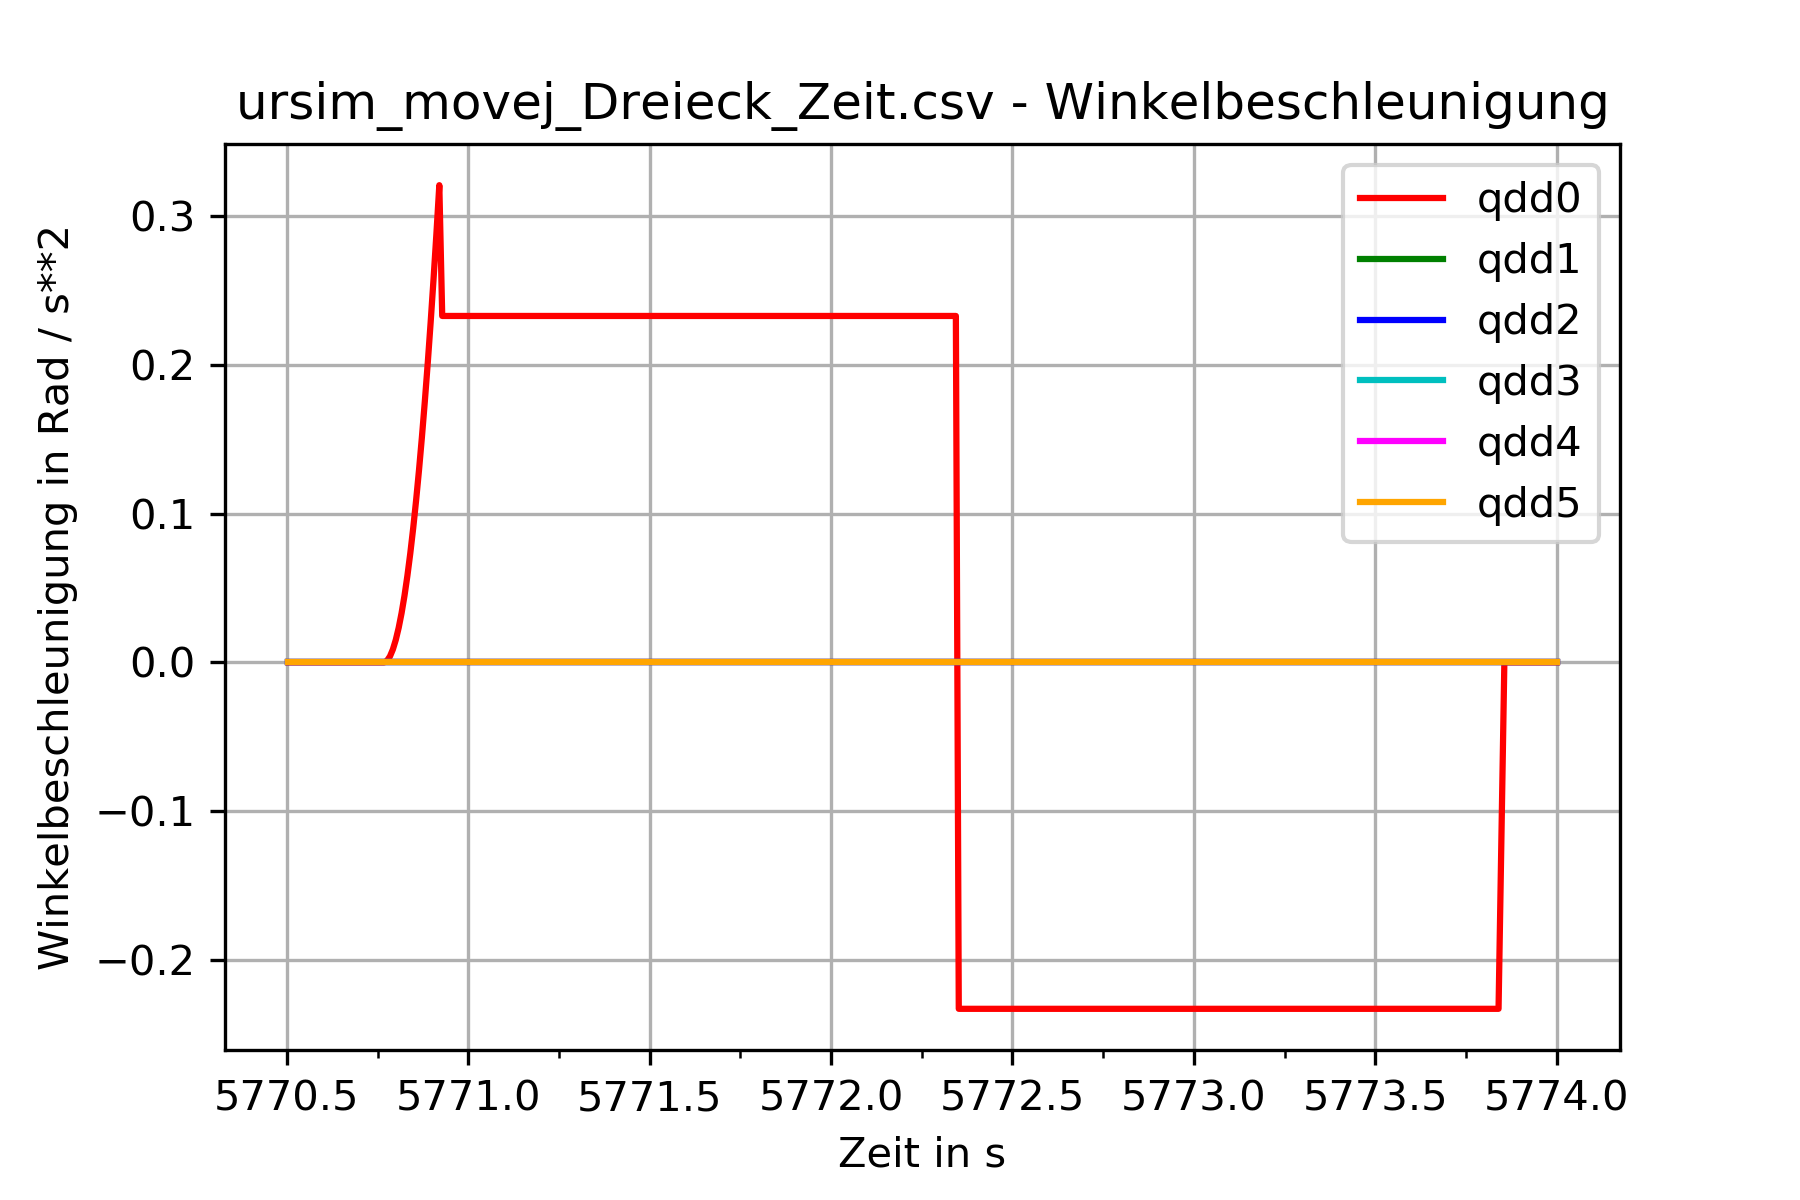 ursim_movej_Dreieck_Zeit.csv - Winkelbeschleunigung
Winkelbeschleunigung in Rad / s**2
0.3
0.2
0.1
0.0
−0.1
−0.2
qdd0
qdd1
qdd2
qdd3
qdd4
qdd5
5770.5 5771.0 5771.5 5772.0 5772.5 5773.0 5773.5 5774.0
Zeit in s